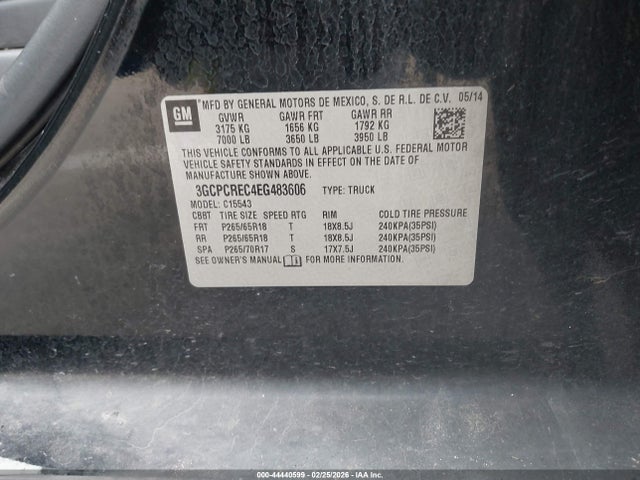 GM
MFD BY GENERAL MOTORS DE MEXICO, S. DE R.L. DE C.V. 05/14
GVWR GAWR FRT GAWR RR
3175 KG 1656 KG 1792 KG
7000 LB 3650 LB 3950 LB
THIS VEHICLE CONFORMS TO ALL APPLICABLE U.S. FEDERAL MOTOR
VEHICLE SAFETY STANDARDS IN EFFECT ON THE DATE OF
MANUFACTURE SHOWN ABOVE.
3GCPCREC4EG483606 TYPE: TRUCK
MODEL: C15543
CBBT TIRE SIZE SPEED RTG RIM COLD TIRE PRESSURE
FRT P265/65R18 T 18X8.5J 240KPA(35PSI)
RR P265/65R18 T 18X8.5J 240KPA(35PSI)
SPA P265/70R17 S 17X7.5J 240KPA(35PSI)
SEE OWNER'S MANUAL FOR MORE INFORMATION.
000-44440599 - 02/25/2026 - IAA Holdings, LLC